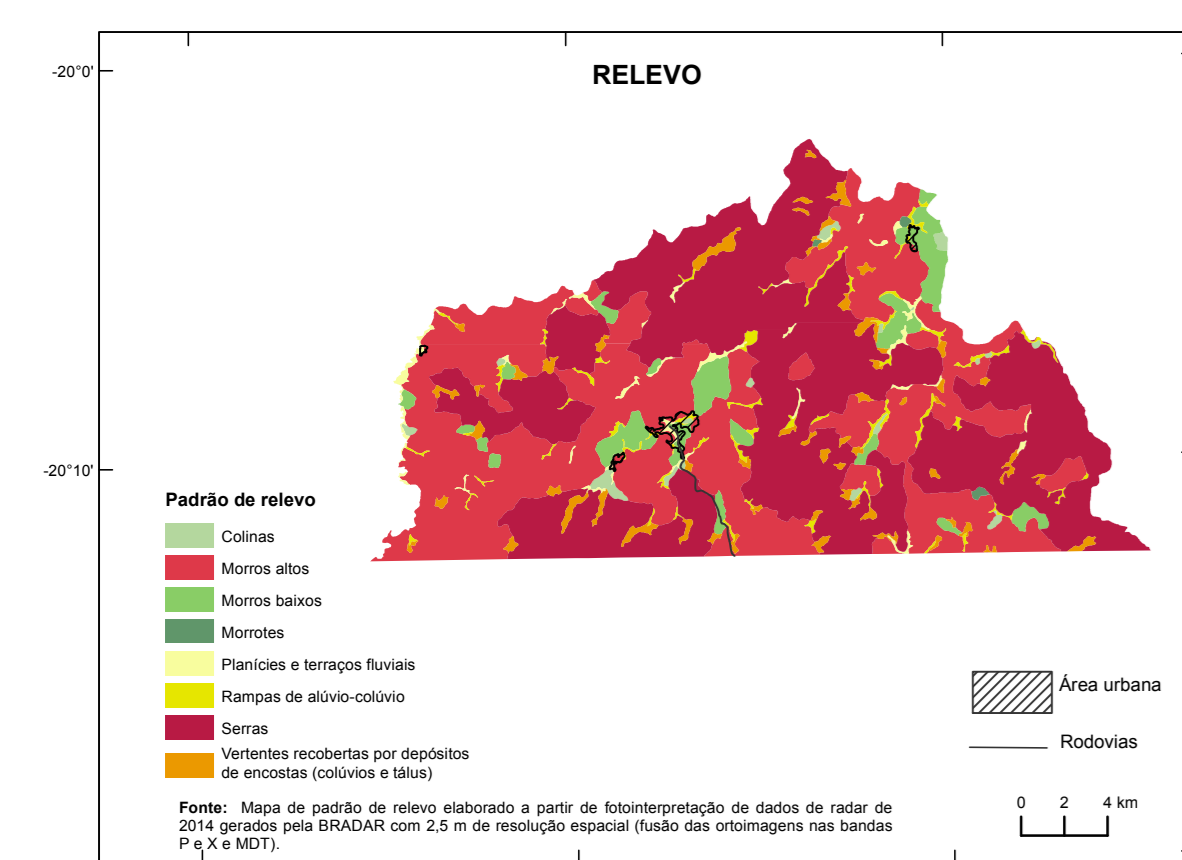 RELEVO
-20°0'
-20°10'
Padrão de relevo
Colinas
Morros altos
Morros baixos
Morrotes
Planícies e terraços fluviais
Rampas de alúvio-colúvio
Serras
Vertentes recobertas por depósitos
de encostas (colúvios e tálus)
Área urbana
Rodovias
0 2 4 km
Fonte: Mapa de padrão de relevo elaborado a partir de fotointerpretação de dados de radar de
2014 gerados pela BRADAR com 2,5 m de resolução espacial (fusão das ortoimagens nas bandas
P e X e MDT).